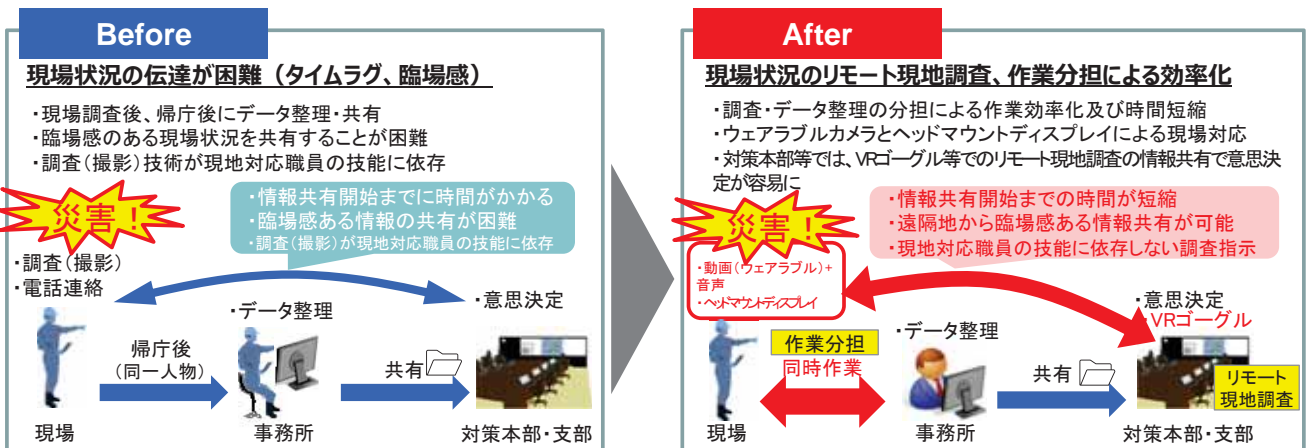 Before
現場状況の伝達が困難（タイムラグ、臨場感）
・現場調査後、帰庁後にデータ整理・共有
・臨場感のある現場状況を共有することが困難
・調査（撮影）技術が現地対応職員の技能に依存
・情報共有開始までに時間がかかる
・臨場感ある情報の共有が困難
・調査（撮影）が現地対応職員の技能に依存
災害！
・調査（撮影）
・電話連絡
・データ整理
・意思決定
帰庁後
（同一人物）
共有
現場
事務所
対策本部・支部
After
現場状況のリモート現地調査、作業分担による効率化
・調査・データ整理の分担による作業効率化及び時間短縮
・ウェアラブルカメラとヘッドマウントディスプレイによる現場対応
・対策本部等では、VRゴーグル等でのリモート現地調査の情報共有で意思決
定が容易に
・情報共有開始までの時間が短縮
・遠隔地から臨場感ある情報共有が可能
・現地対応職員の技能に依存しない調査指示
災害！
・動画（ウェアラブル）+
音声
・ヘッドマウントディスプレイ
作業分担
同時作業
・データ整理
・意思決定
・VRゴーグル
共有
リモート
現地調査
現場
事務所
対策本部・支部